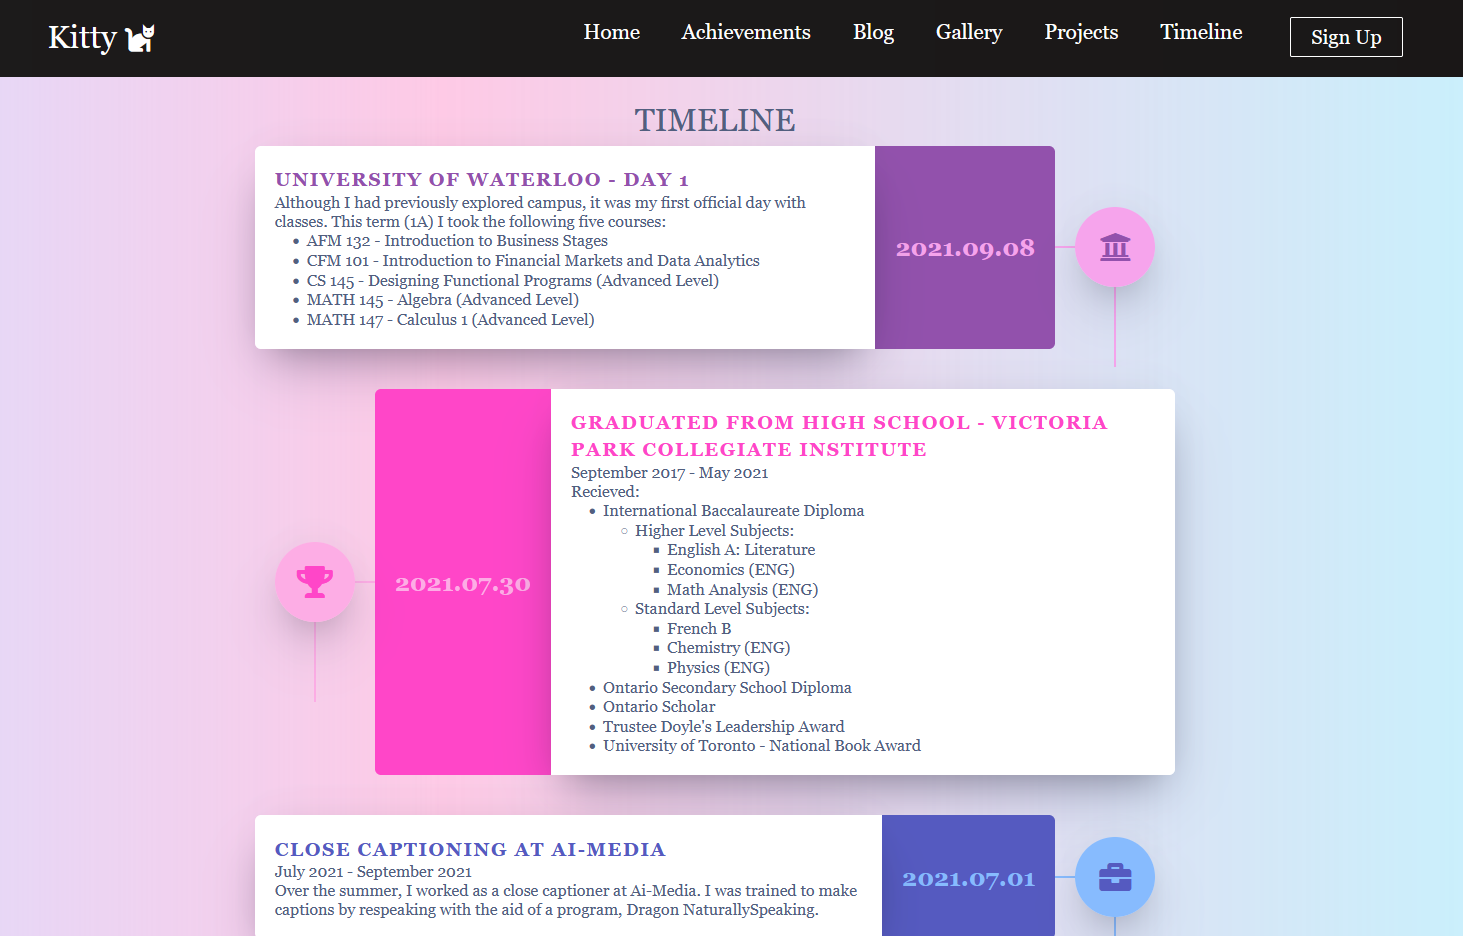 Kitty
Home
Achievements
Blog
Gallery
Projects
Timeline
Sign Up
TIMELINE
UNIVERSITY OF WATERLOO - DAY 1
Although I had previously explored campus, it was my first official day with
classes. This term (1A) I took the following five courses:
• AFM 132 - Introduction to Business Stages
• CFM 101 - Introduction to Financial Markets and Data Analytics
• CS 145 - Designing Functional Programs (Advanced Level)
• MATH 145 - Algebra (Advanced Level)
• MATH 147 - Calculus 1 (Advanced Level)
2021.09.08
2021.07.30
GRADUATED FROM HIGH SCHOOL - VICTORIA
PARK COLLEGIATE INSTITUTE
September 2017 - May 2021
Recieved:
• International Baccalaureate Diploma
○ Higher Level Subjects:
▪ English A: Literature
▪ Economics (ENG)
▪ Math Analysis (ENG)
○ Standard Level Subjects:
▪ French B
▪ Chemistry (ENG)
▪ Physics (ENG)
• Ontario Secondary School Diploma
• Ontario Scholar
• Trustee Doyle's Leadership Award
• University of Toronto - National Book Award
CLOSE CAPTIONING AT AI-MEDIA
July 2021 - September 2021
Over the summer, I worked as a close captioner at Ai-Media. I was trained to make
captions by respeaking with the aid of a program, Dragon NaturallySpeaking.
2021.07.01